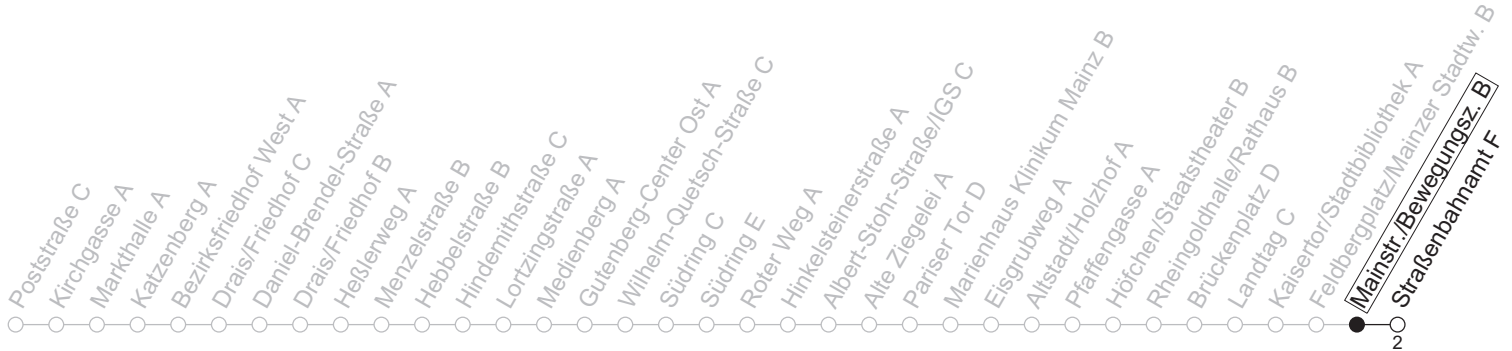 Poststraße C
Kirchgasse A
Markthalle A
Katzenberg A
Bezirksfriedhof West A
Drais/Friedhof C
Daniel-Brendel-Straße A
Drais/Friedhof B
Heßlerweg A
Menzelstraße B
Hebbelstraße B
Hindemithstraße C
Lortzingstraße A
Medienberg A
Gutenberg-Center Ost A
Wilhelm-Quetsch-Straße C
Südring C
Südring E
Roter Weg A
Hinkelsteinerstraße A
Albert-Stohr-Straße/IGS C
Alte Ziegelei A
Pariser Tor D
Marienhaus Klinikum Mainz B
Eisgrubweg A
Altstadt/Holzhof A
Pfaffengasse A
Höfchen/Staatstheater B
Rheingoldhalle/Rathaus B
Brückenplatz D
Landtag C
Kaisertor/Stadtbibliothek A
Feldbergplatz/Mainzer Stadtw. B
Mainstr./Bewegungsz. B
Straßenbahnamt F
2